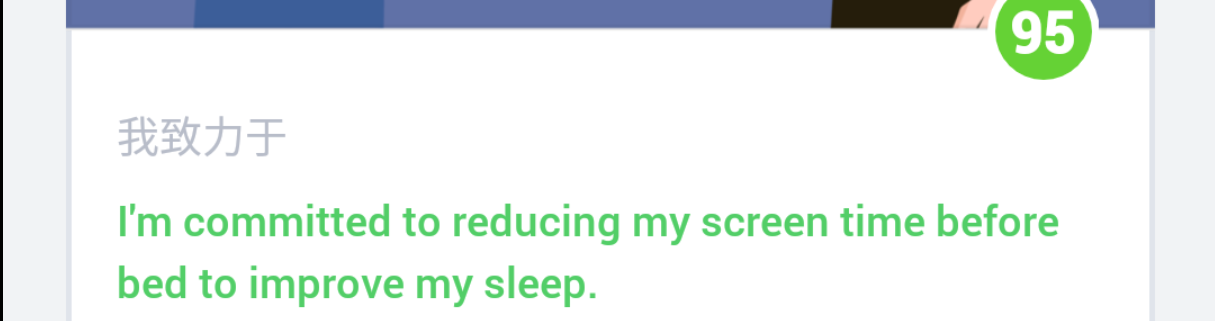 95
我致力于
I'm committed to reducing my screen time before
bed to improve my sleep.